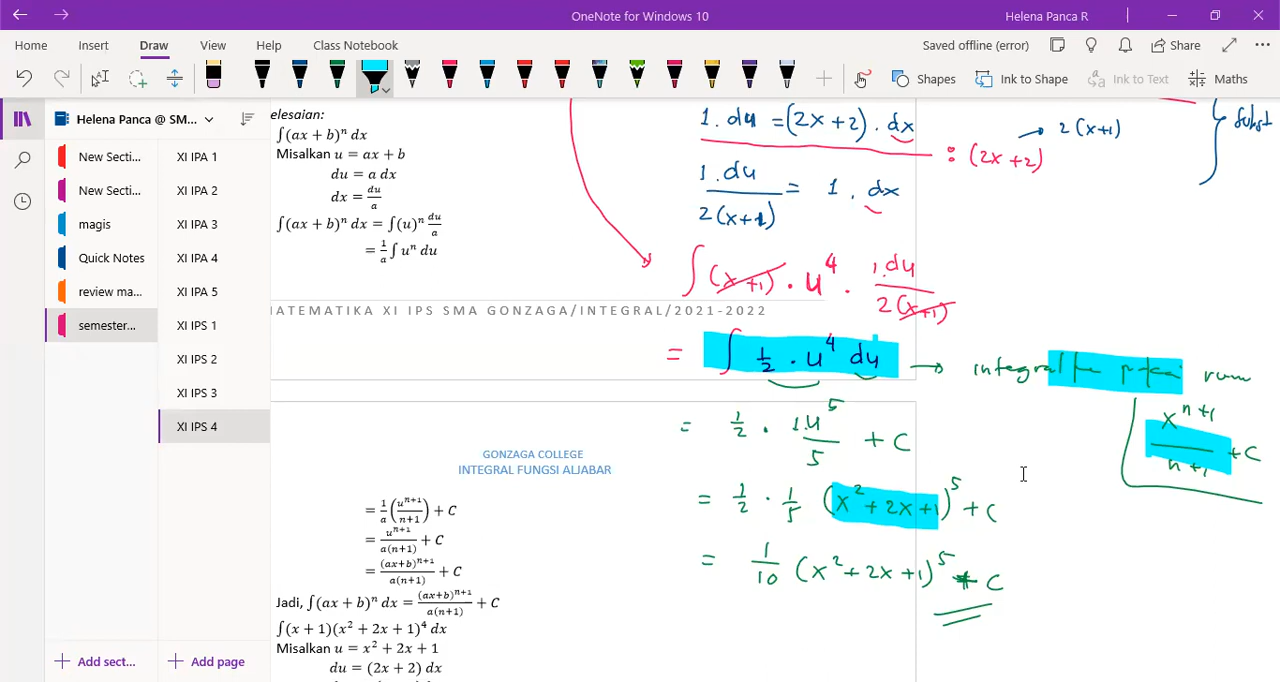 OneNote for Windows 10
Helena Panca R
Home Insert Draw View Help Class Notebook
Saved offline (error) Share
Shapes Ink to Shape Ink to Text Maths
Helena Panca @ SM...
New Secti...
New Secti...
magis
Quick Notes
review ma...
semester...
Add sect...
XI IPA 1
XI IPA 2
XI IPA 3
XI IPA 4
XI IPA 5
XI IPS 1
XI IPS 2
XI IPS 3
XI IPS 4
Add page
elesaian:
∫(ax + b)ⁿ dx
Misalkan u = ax + b
du = a dx
dx = du/a
∫(ax + b)ⁿ dx = ∫(u)ⁿ du/a
= 1/a ∫ uⁿ du
MATEMATIKA XI IPS SMA GONZAGA/INTEGRAL/2021-2022
GONZAGA COLLEGE
INTEGRAL FUNGSI ALJABAR
= 1/a (uⁿ⁺¹/n+1) + C
= uⁿ⁺¹/a(n+1) + C
= (ax+b)ⁿ⁺¹/a(n+1) + C
Jadi, ∫(ax + b)ⁿ dx = (ax+b)ⁿ⁺¹/a(n+1) + C
∫(x + 1)(x² + 2x + 1)⁴ dx
Misalkan u = x² + 2x + 1
du = (2x + 2) dx
1. du = (2x + 2) . dx
: (2x + 2)
→ 2(x+1)
Subst
1. du/2(x+1) = 1 . dx
∫ (x+1) . u⁴ . 1. du/2(x+1)
= ∫ 1/2 . u⁴ du → integral
= 1/2 . 1.u⁵/5 + C
xⁿ⁺¹/n+1 + C
= 1/2 . 1/5 (x² + 2x + 1)⁵ + C
= 1/10 (x² + 2x + 1)⁵ + C